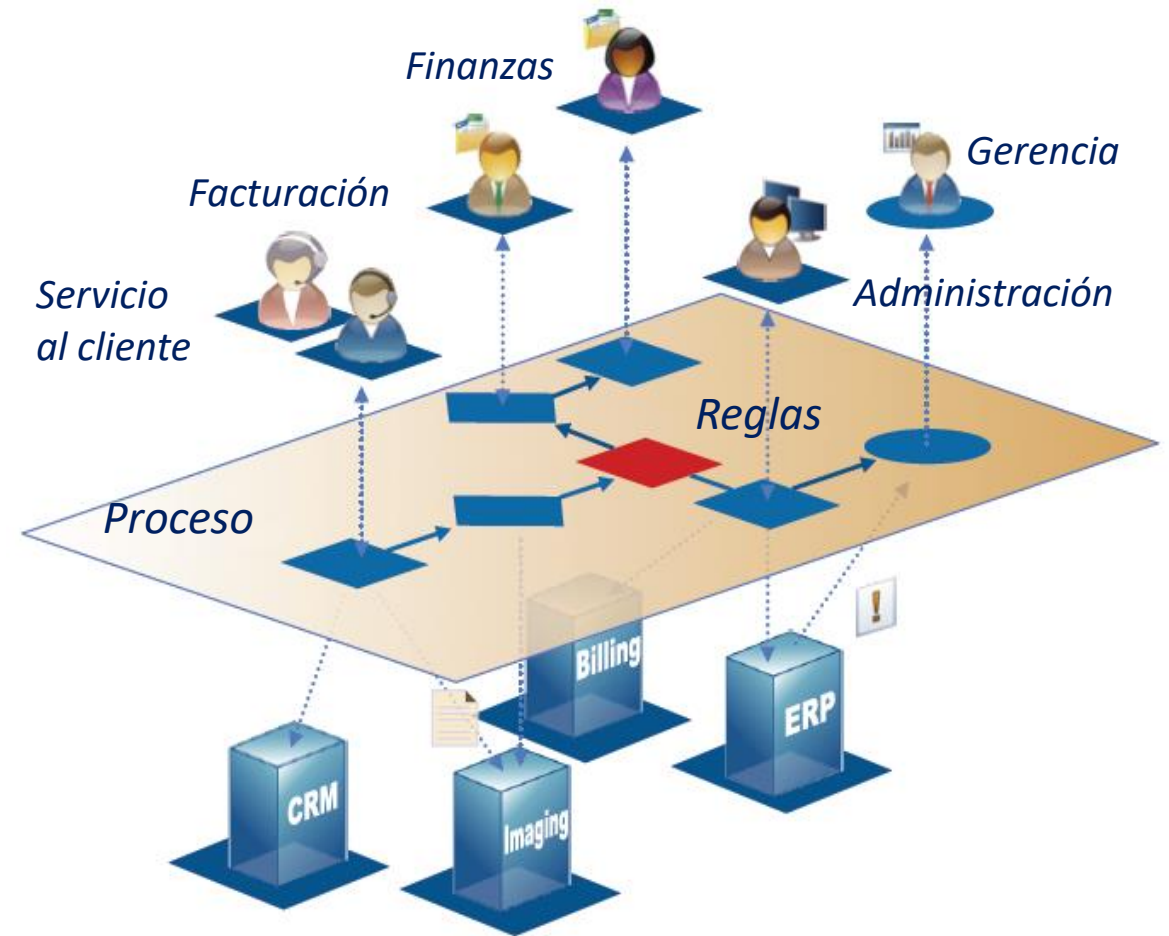 Finanzas
Gerencia
Facturación
Servicio
al cliente
Administración
Reglas
Proceso
Billing
ERP
CRM
Imaging